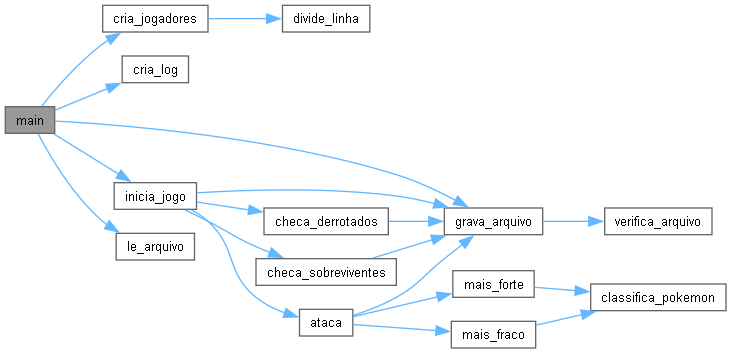 cria_jogadores
divide_linha
cria_log
main
inicia_jogo
checa_derrotados
grava_arquivo
verifica_arquivo
le_arquivo
checa_sobreviventes
mais_forte
classifica_pokemon
ataca
mais_fraco